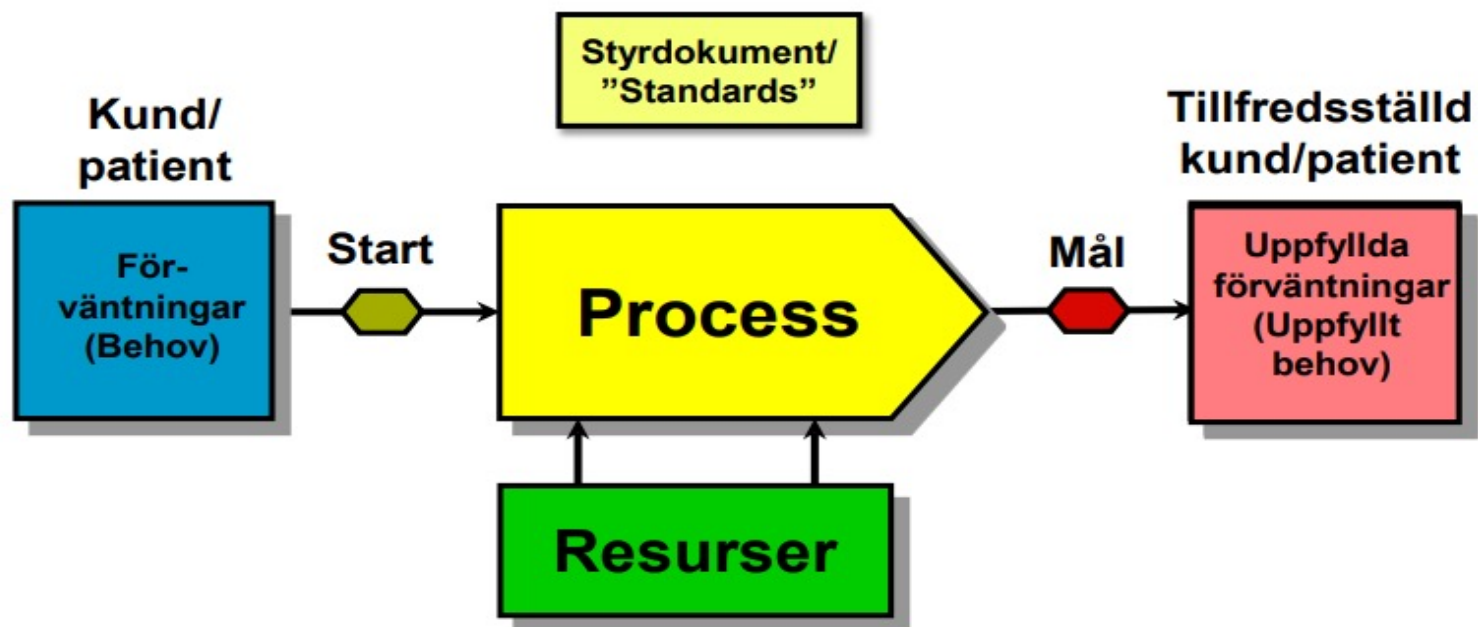 Styrdokument/
”Standards”
Kund/
patient
Tillfredsställd
kund/patient
För-
väntningar
(Behov)
Start
Process
Mål
Uppfyllda
förväntningar
(Uppfyllt
behov)
Resurser